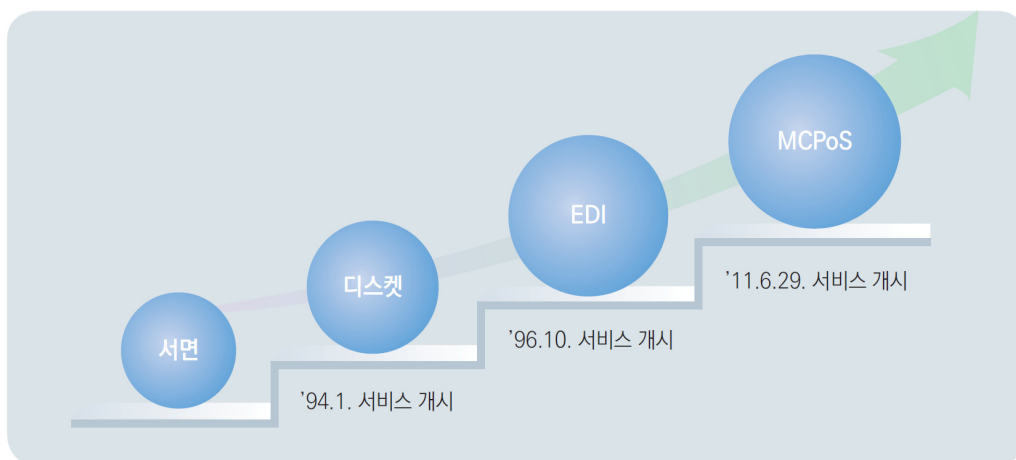 MCPoS
EDI
'11.6.29. 서비스 개시
디스켓
'96.10. 서비스 개시
서면
'94.1. 서비스 개시